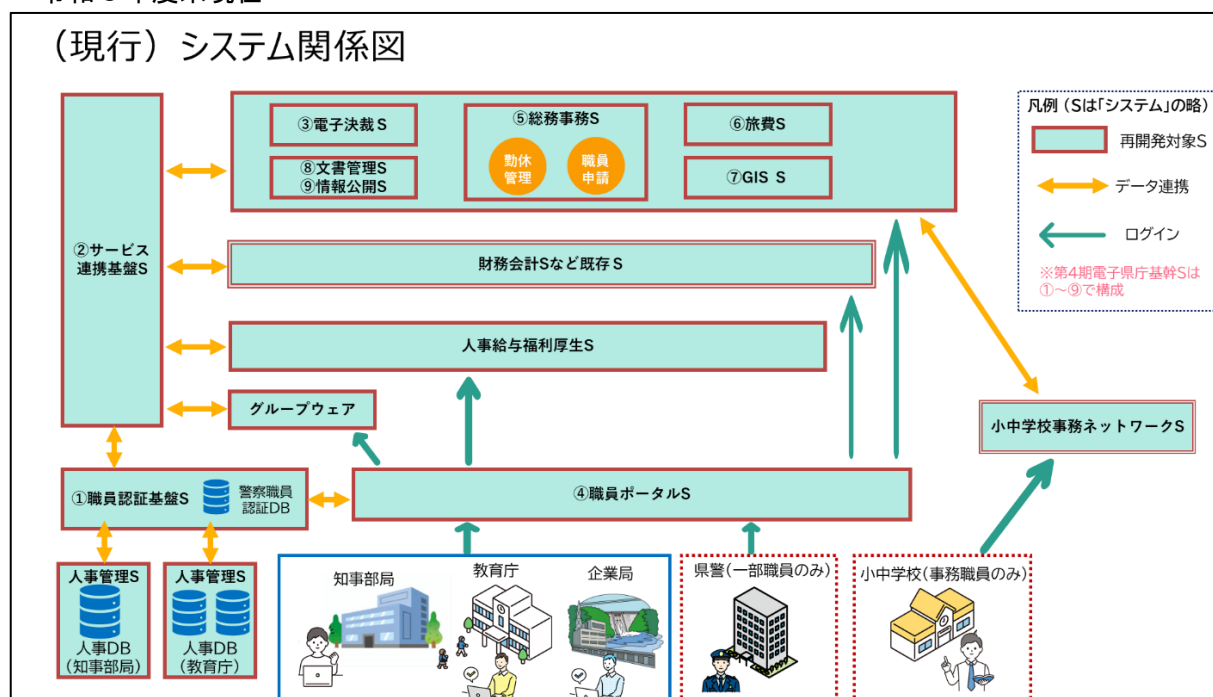 （現行）システム関係図
③電子決裁S
⑧文書管理S
⑨情報公開S
⑤総務事務S
勤休
管理
職員
申請
⑥旅費S
⑦GIS S
凡例（Sは「システム」の略）
再開発対象S
データ連携
ログイン
※第4期電子県庁基幹Sは
①～⑨で構成
②サービス
連携基盤S
財務会計Sなど既存S
人事給与福利厚生S
グループウェア
小中学校事務ネットワークS
①職員認証基盤S
警察職員
認証DB
④職員ポータルS
人事管理S
人事DB
（知事部局）
人事管理S
人事DB
（教育庁）
知事部局
教育庁
企業局
県警（一部職員のみ）
小中学校（事務職員のみ）